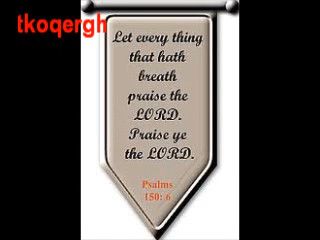 tkoqergh
Let every thing
that hath
breath
praise the
LORD.
Praise ye
the LORD.
Psalms
150: 6